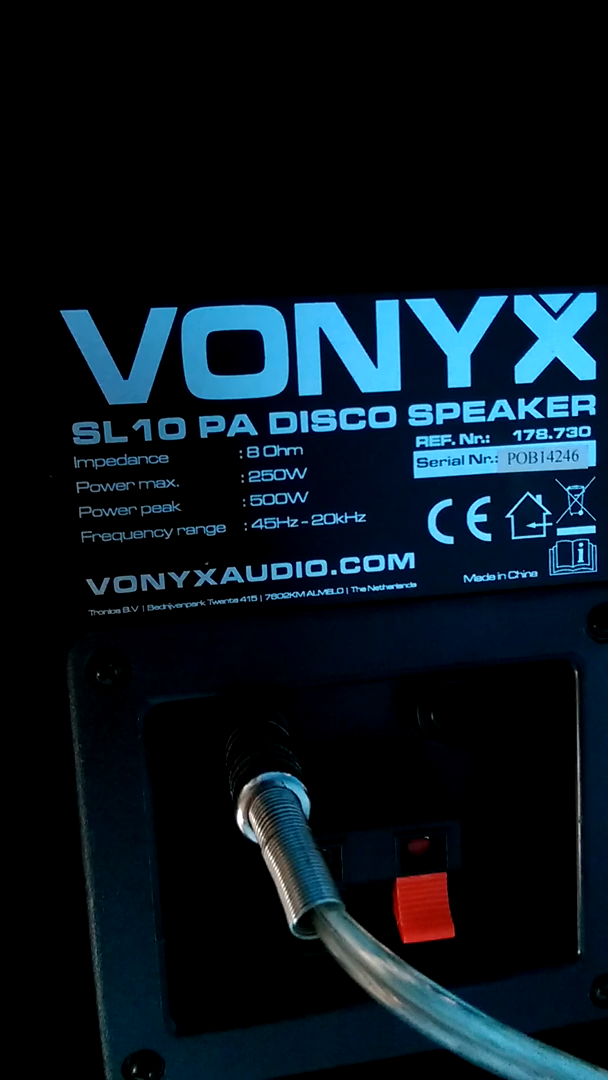 VONYX
SL10 PA DISCO SPEAKER
Impedance : 8 Ohm
Power max. : 250W
Power peak : 500W
Frequency range : 45Hz - 20kHz
REF. Nr.: 178.730
Serial Nr.: POB14246
CE
VONYXAUDIO.COM
Made in China
Tronios B.V | Bedrijvenpark Twente 415 | 7602KM ALMELO | The Netherlands